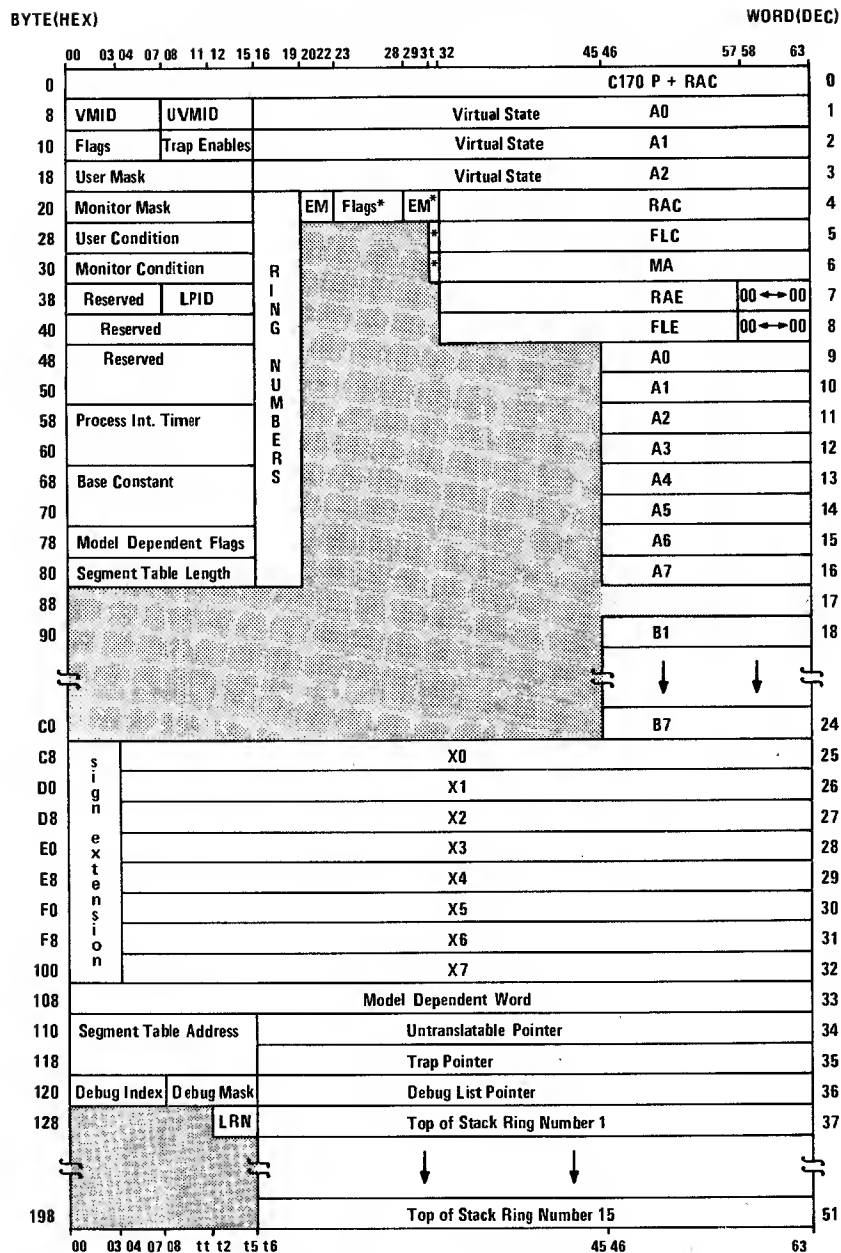 BYTE(HEX) WORD(DEC)
00 03 04 07 08 11 12 15 16 19 20 22 23 28 29 31 32 45 46 57 58 63
0 C170 P + RAC 0
8 VMID UVMID Virtual State A0 1
10 Flags Trap Enables Virtual State A1 2
18 User Mask Virtual State A2 3
20 Monitor Mask EM Flags* EM* RAC 4
28 User Condition * FLC 5
30 Monitor Condition * MA 6
38 Reserved LPID RAE 00↔00 7
40 Reserved FLE 00↔00 8
48 Reserved A0 9
50 A1 10
58 Process Int. Timer A2 11
60 A3 12
68 Base Constant A4 13
70 A5 14
78 Model Dependent Flags A6 15
80 Segment Table Length A7 16
RING NUMBERS
88 17
90 B1 18
C0 B7 24
C8 X0 25
D0 X1 26
D8 X2 27
E0 X3 28
E8 X4 29
F0 X5 30
F8 X6 31
100 X7 32
sign extension
108 Model Dependent Word 33
110 Segment Table Address Untranslatable Pointer 34
118 Trap Pointer 35
120 Debug Index Debug Mask Debug List Pointer 36
128 LRN Top of Stack Ring Number 1 37
198 Top of Stack Ring Number 15 51
00 03 04 07 08 11 12 15 16 45 46 63